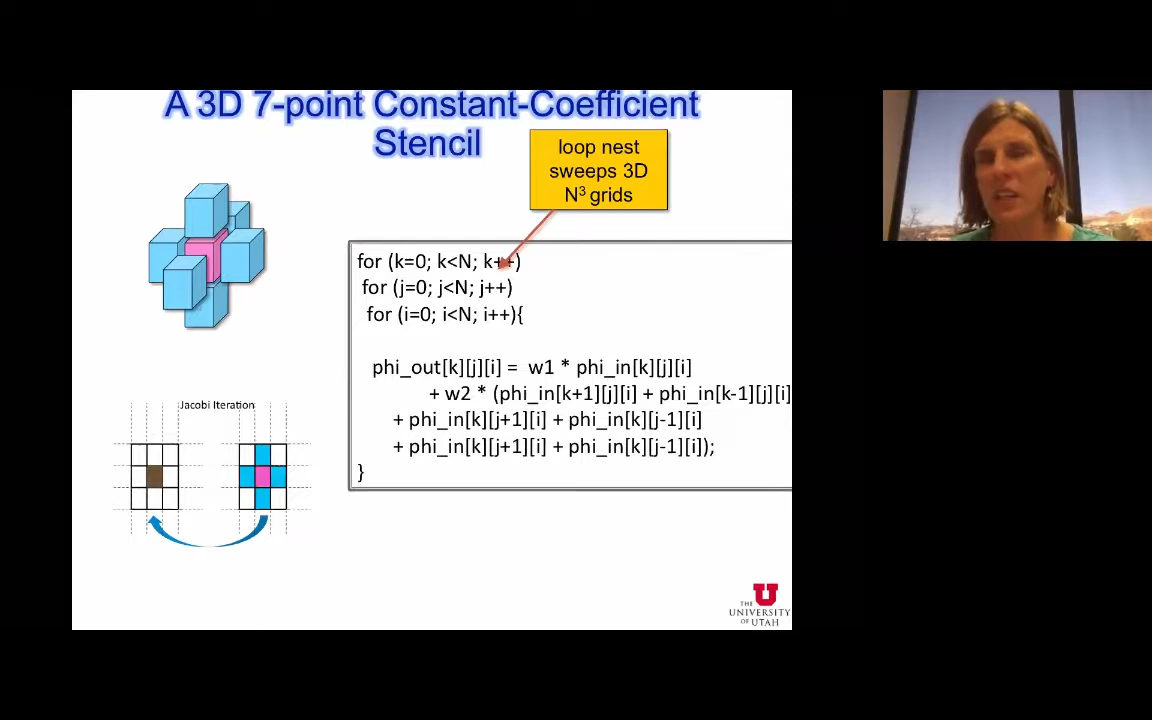 A 3D 7-point Constant-Coefficient
Stencil
loop nest
sweeps 3D
N³ grids
for (k=0; k<N; k++)
for (j=0; j<N; j++)
for (i=0; i<N; i++){
phi_out[k][j][i] = w1 * phi_in[k][j][i]
+ w2 * (phi_in[k+1][j][i] + phi_in[k-1][j][i]
+ phi_in[k][j+1][i] + phi_in[k][j-1][i]
+ phi_in[k][j+1][i] + phi_in[k][j-1][i]);
}
Jacobi Iteration
THE
UNIVERSITY
OF UTAH